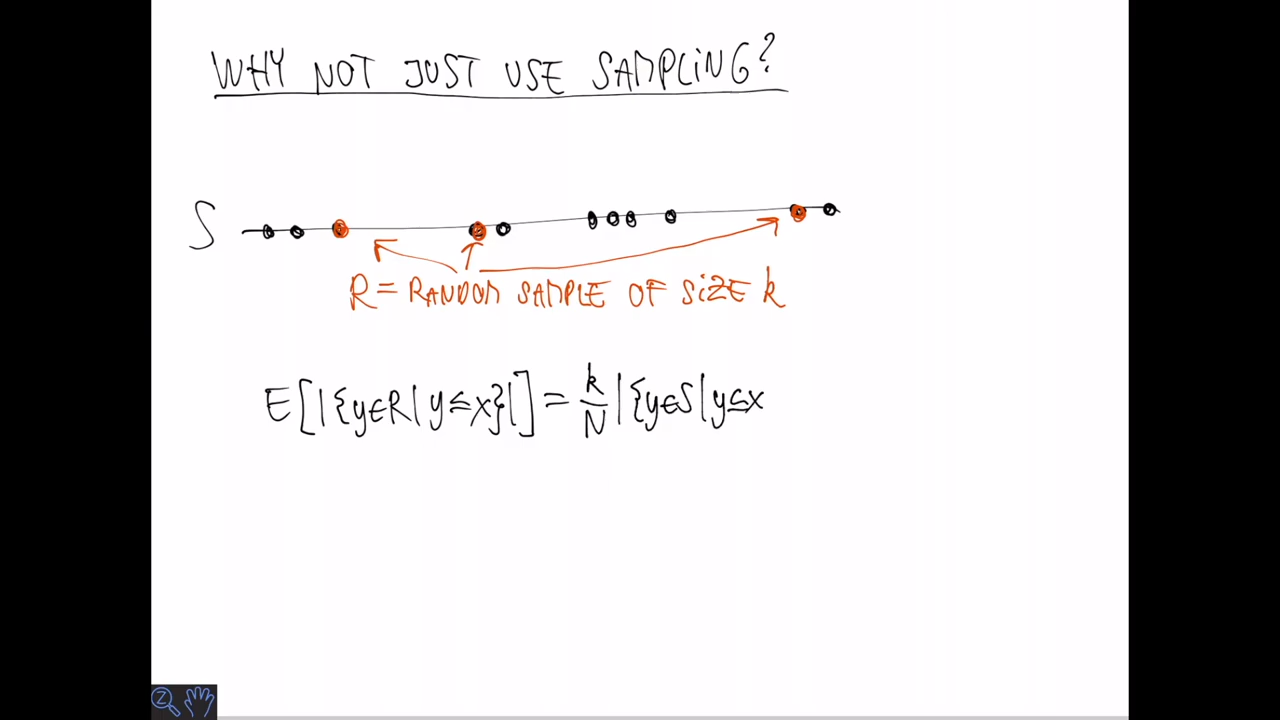 WHY NOT JUST USE SAMPLING?
S
R = RANDOM SAMPLE OF SIZE k
E[|{y∈R | y≤x}|] = k/N |{y∈S | y≤x
Z